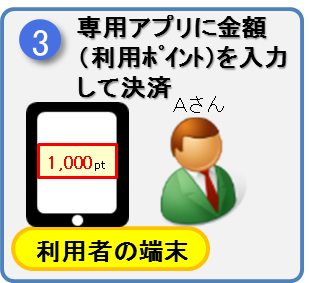 3
専用アプリに金額
（利用ﾎﾟｲﾝﾄ）を入力
して決済
Aさん
1,000pt
利用者の端末